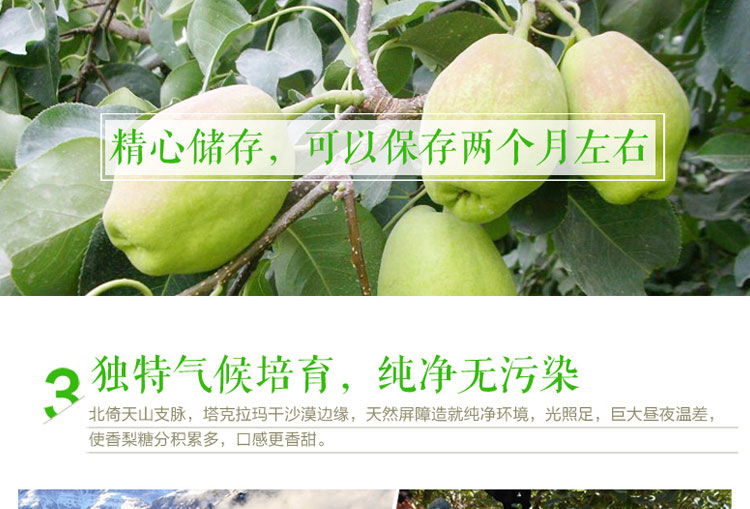 精心储存，可以保存两个月左右
3
独特气候培育，纯净无污染
北倚天山支脉，塔克拉玛干沙漠边缘，天然屏障造就纯净环境，光照足，巨大昼夜温差，
使香梨糖分积累多，口感更香甜。